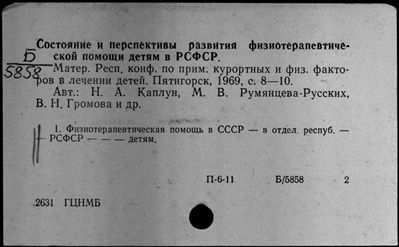 Состояние и перспективы развития физиотерапевтиче-
ской помощи детям в РСФСР.
Б
5858
Матер. Респ. конф. по прим. курортных и физ. факто-
ров в лечении детей. Пятигорск, 1969, с. 8—10.
Авт.: Н. А. Каплун, М. В. Румянцева-Русских,
В. Н. Громова и др.
1. Физиотерапевтическая помощь в СССР — в отдел. респуб. —
РСФСР — — — детям.
П-6-11 Б/5858 2
2631 ГЦНМБ